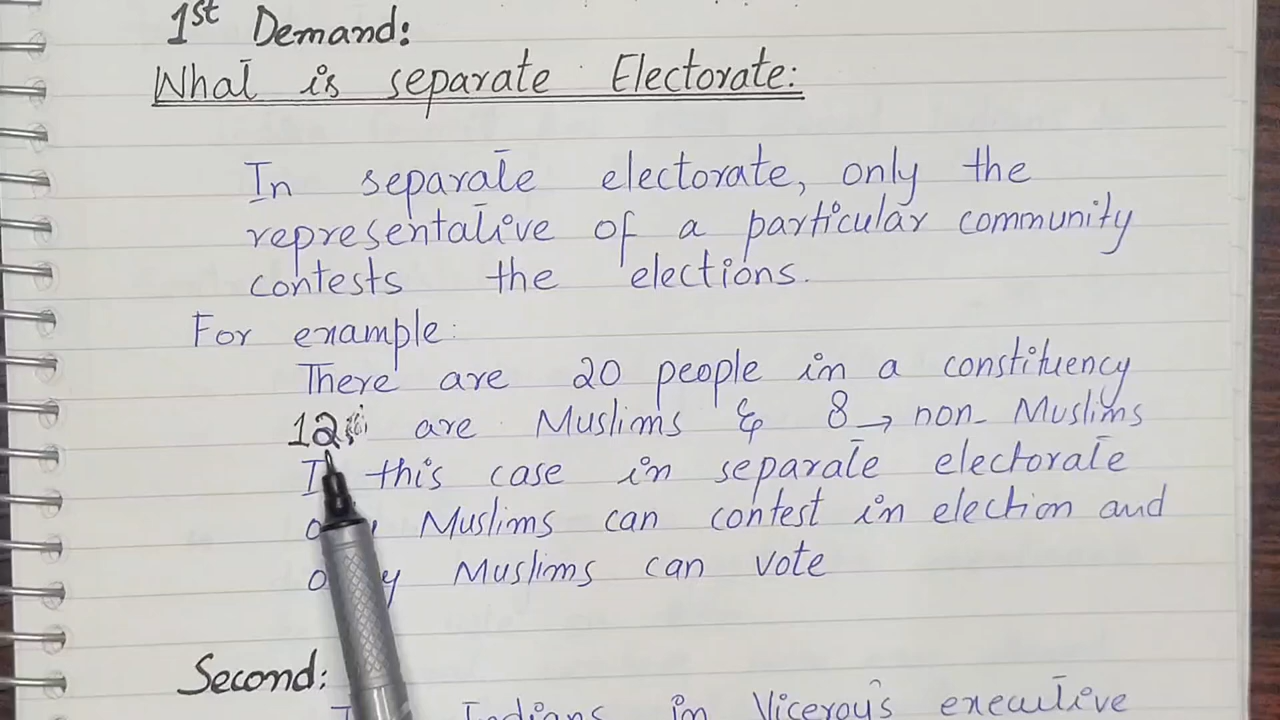 1st Demand:
What is separate Electorate:
In separate electorate, only the
representative of a particular community
contests the elections.
For example:
There are 20 people in a constituency
12 are Muslims & 8 → non-Muslims
this case in separate electorate
Muslims can contest in election and
Muslims can vote
Second:
Indians in Viceroy's executive